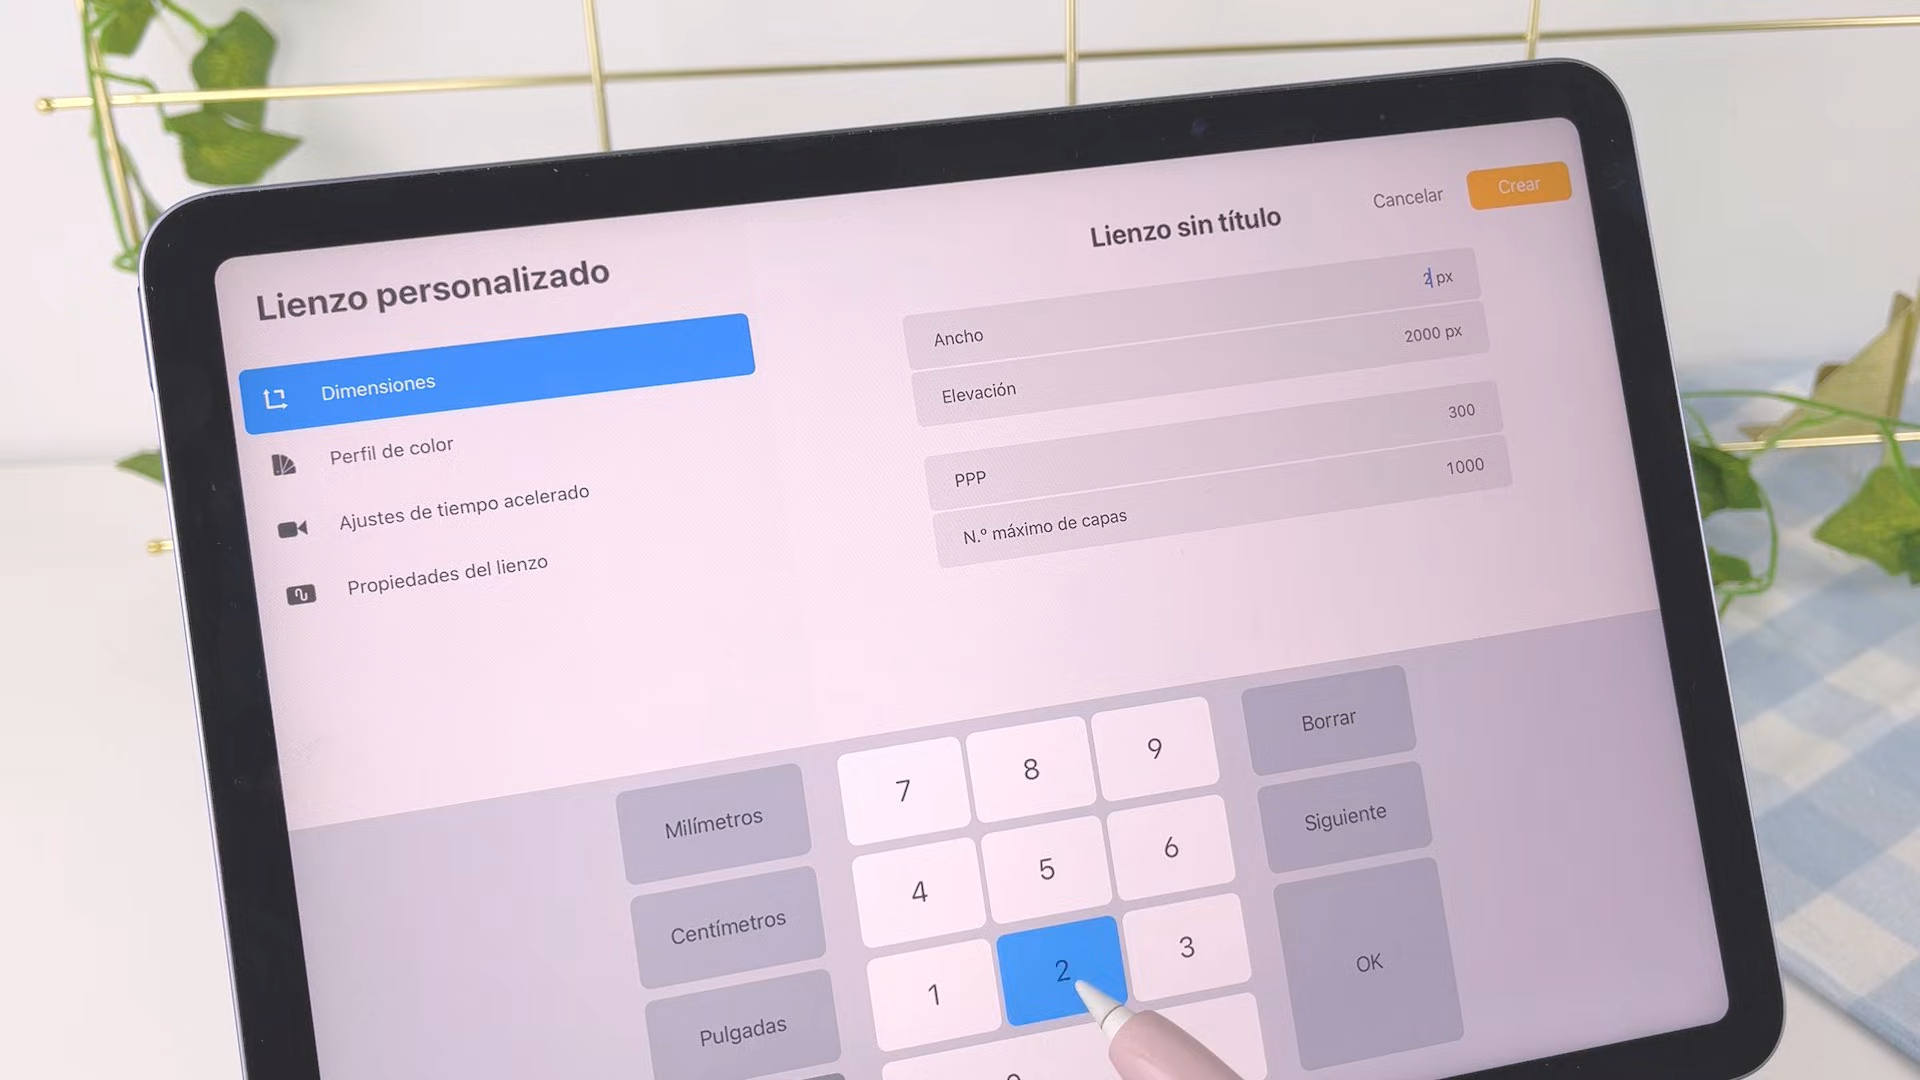 Cancelar
Crear
Lienzo sin título
Lienzo personalizado
Dimensiones
Perfil de color
Ajustes de tiempo acelerado
Propiedades del lienzo
Ancho
2 px
Elevación
2000 px
PPP
300
N.º máximo de capas
1000
Milímetros
7
8
9
Borrar
Centímetros
4
5
6
Siguiente
Pulgadas
1
2
3
OK